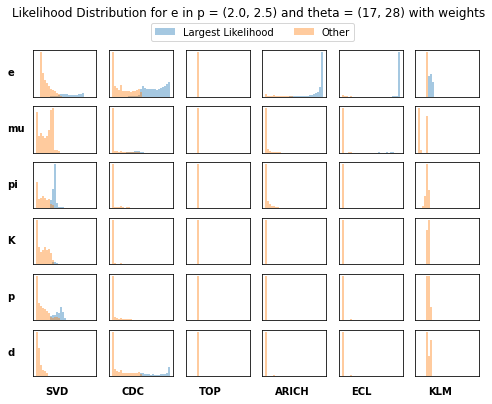 Likelihood Distribution for e in p = (2.0, 2.5) and theta = (17, 28) with weights
Largest Likelihood Other
e
mu
pi
K
p
d
SVD CDC TOP ARICH ECL KLM